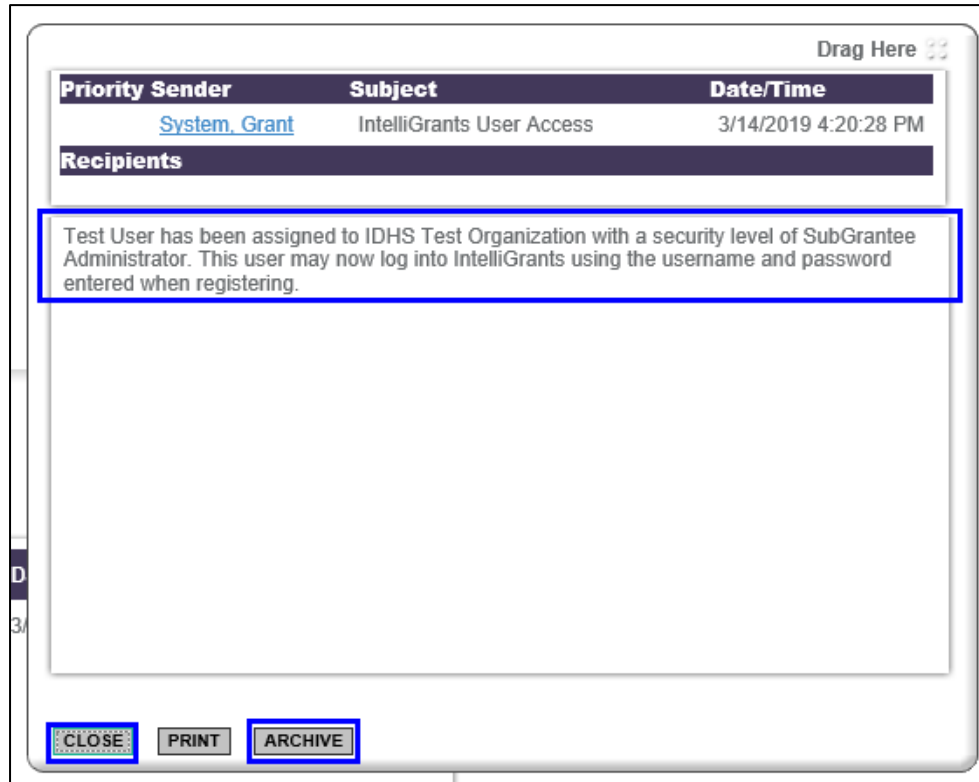 Drag Here
Priority Sender Subject Date/Time
System, Grant IntelliGrants User Access 3/14/2019 4:20:28 PM
Recipients
Test User has been assigned to IDHS Test Organization with a security level of SubGrantee
Administrator. This user may now log into IntelliGrants using the username and password
entered when registering.
D
3/
CLOSE PRINT ARCHIVE